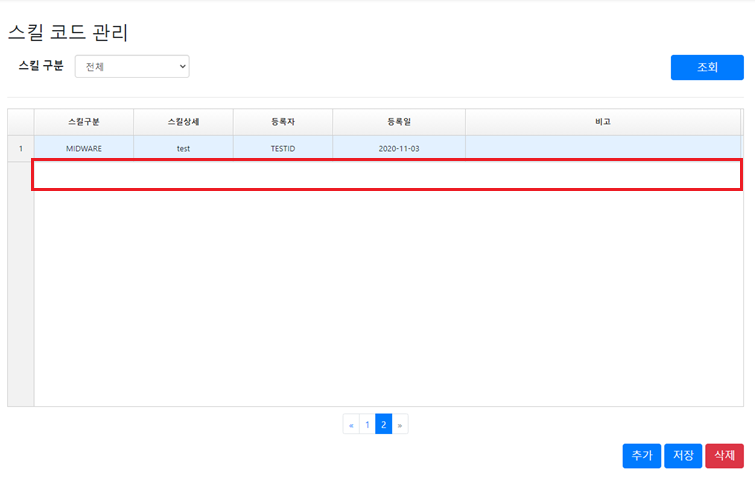 스킬 코드 관리
스킬 구분 전체 조회
스킬구분 스킬상세 등록자 등록일 비고
1 MIDWARE test TESTID 2020-11-03
« 1 2 »
추가 저장 삭제